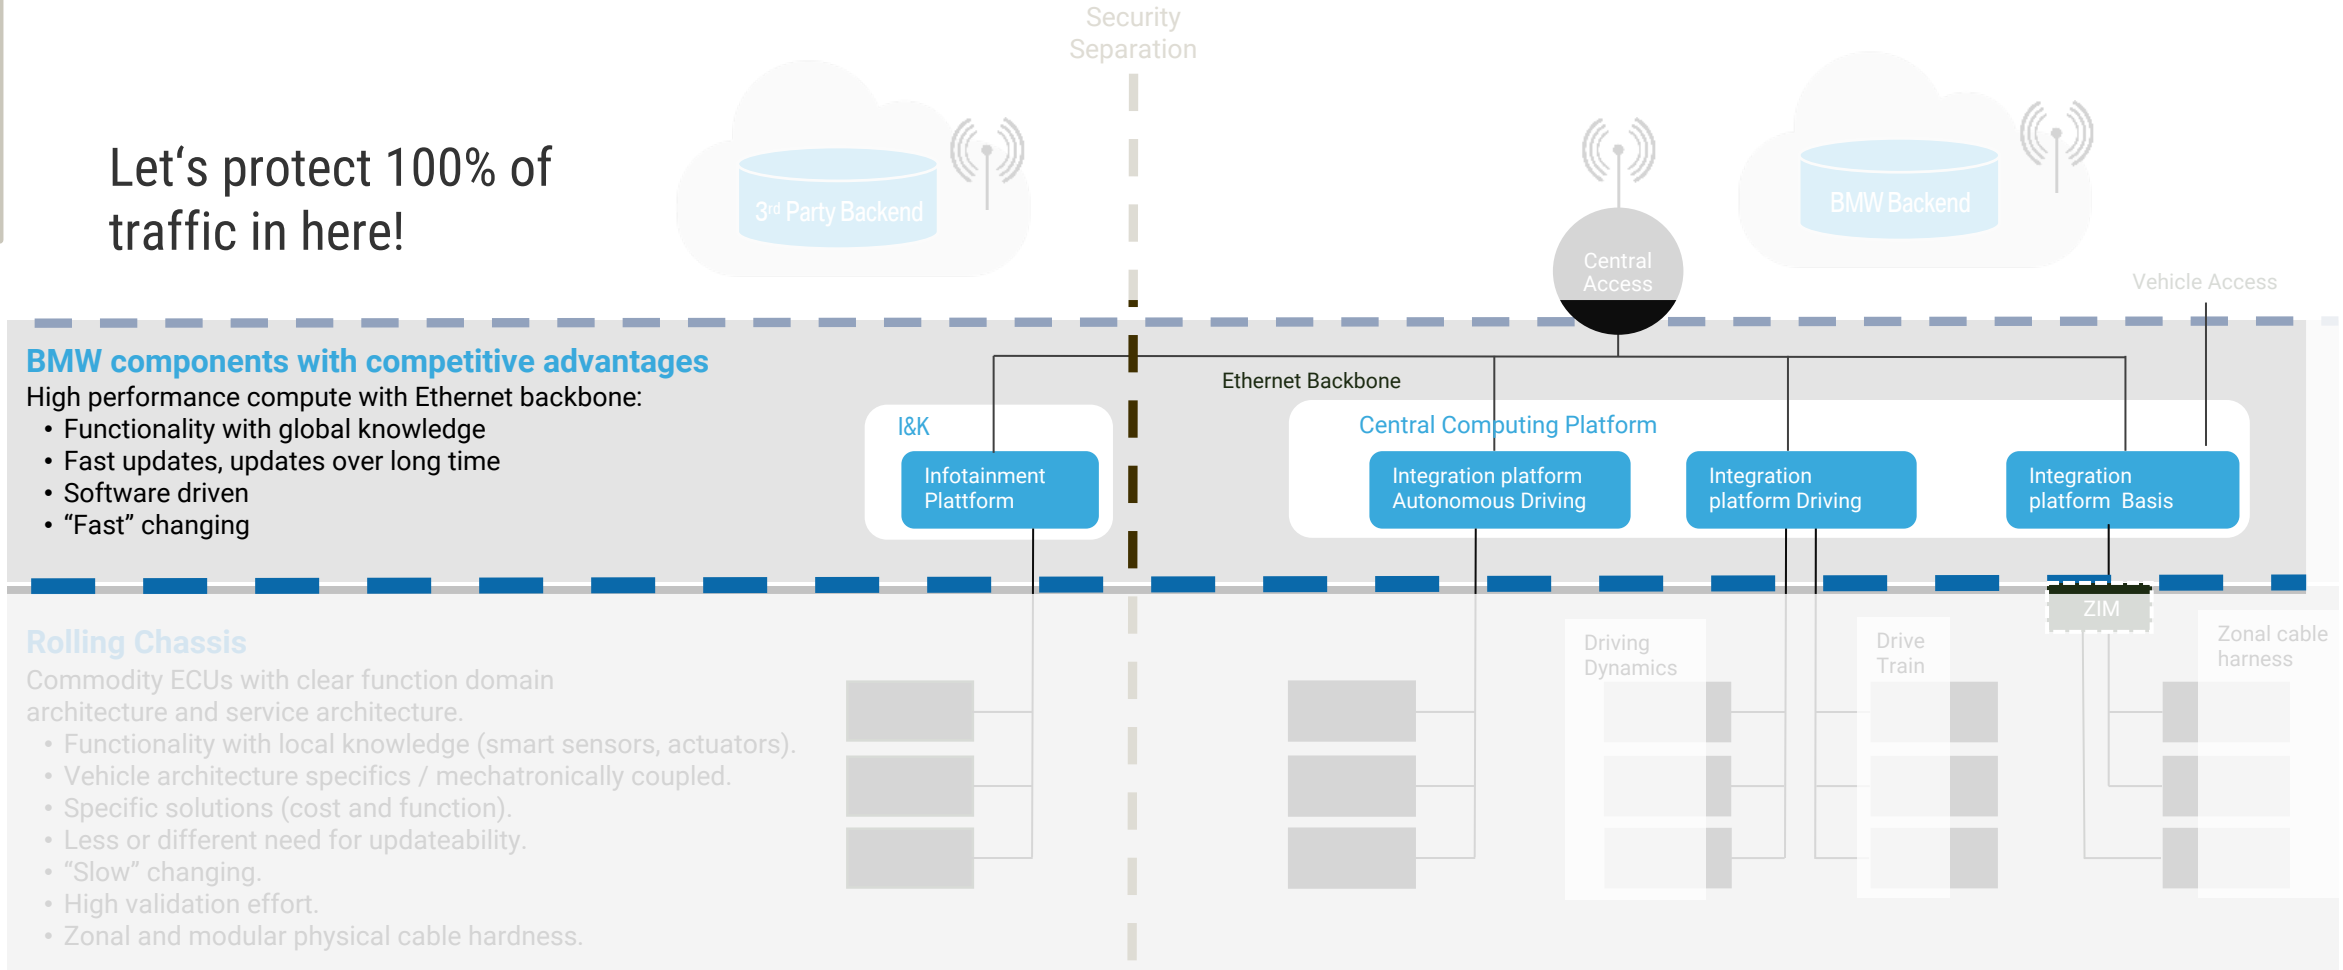 Security
Separation
Let‘s protect 100% of
traffic in here!
3rd Party Backend
BMW Backend
Central
Access
Vehicle Access
BMW components with competitive advantages
High performance compute with Ethernet backbone:
• Functionality with global knowledge
• Fast updates, updates over long time
• Software driven
• “Fast” changing
Ethernet Backbone
I&K
Infotainment
Plattform
Central Computing Platform
Integration platform
Autonomous Driving
Integration
platform Driving
Integration
platform Basis
ZIM
Rolling Chassis
Commodity ECUs with clear function domain
architecture and service architecture.
• Functionality with local knowledge (smart sensors, actuators).
• Vehicle architecture specifics / mechatronically coupled.
• Specific solutions (cost and function).
• Less or different need for updateability.
• “Slow” changing.
• High validation effort.
• Zonal and modular physical cable hardness.
Driving
Dynamics
Drive
Train
Zonal cable
harness